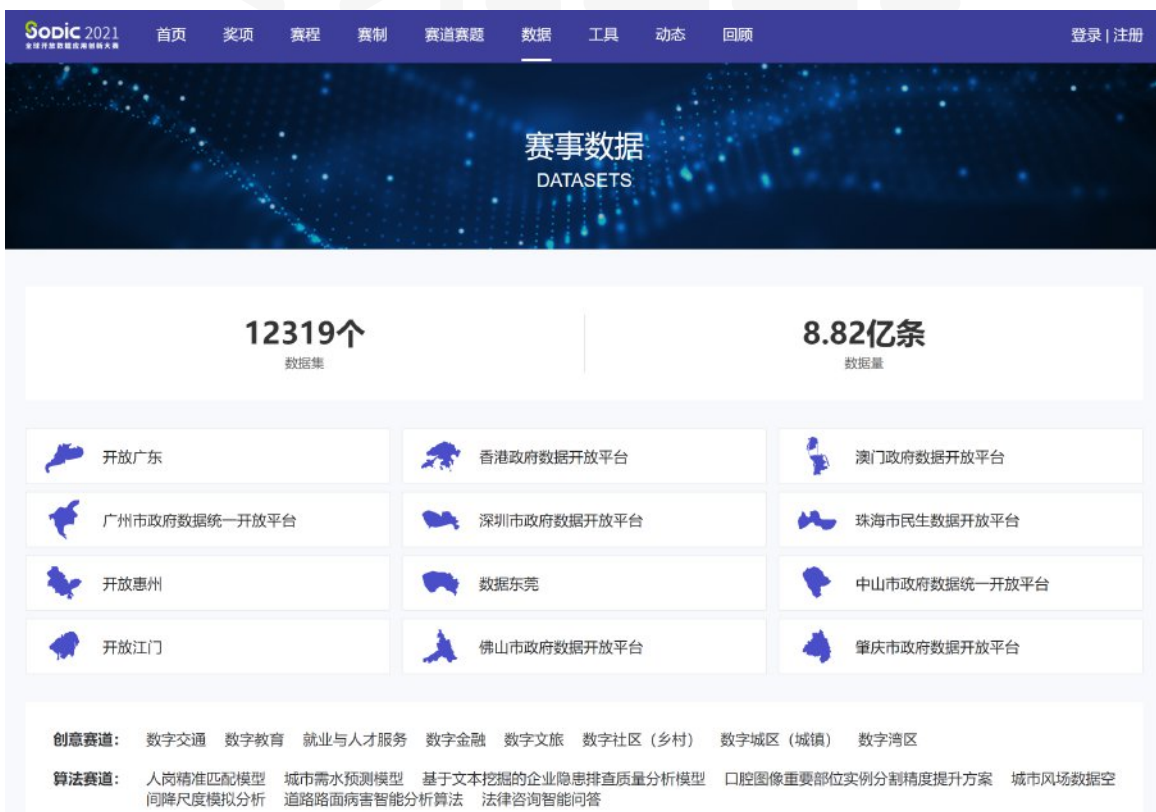 SODiC 2021
全球开放数据应用创新大赛
首页 奖项 赛程 赛制 赛道赛题 数据 工具 动态 回顾 登录 | 注册
赛事数据
DATASETS
12319个 8.82亿条
数据集 数据量
开放广东 香港政府数据开放平台 澳门政府数据开放平台
广州市政府数据统一开放平台 深圳市政府数据开放平台 珠海市民生数据开放平台
开放惠州 数据东莞 中山市政府数据统一开放平台
开放江门 佛山市政府数据开放平台 肇庆市政府数据开放平台
创意赛道： 数字交通 数字教育 就业与人才服务 数字金融 数字文旅 数字社区（乡村） 数字城区（城镇） 数字湾区
算法赛道： 人岗精准匹配模型 城市需水预测模型 基于文本挖掘的企业隐患排查质量分析模型 口腔图像重要部位实例分割精度提升方案 城市风场数据空
间降尺度模拟分析 道路路面病害智能分析算法 法律咨询智能问答